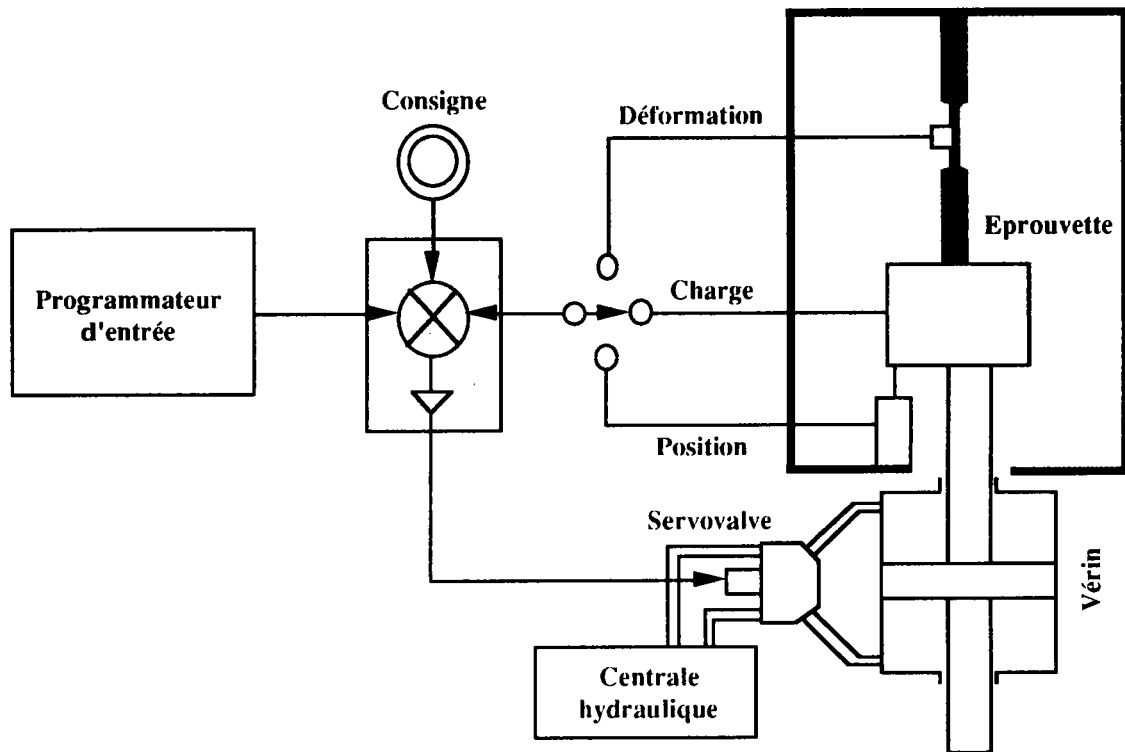 Consigne
Déformation
Eprouvette
Programmateur
d'entrée
Charge
Position
Servovalve
Vérin
Centrale
hydraulique